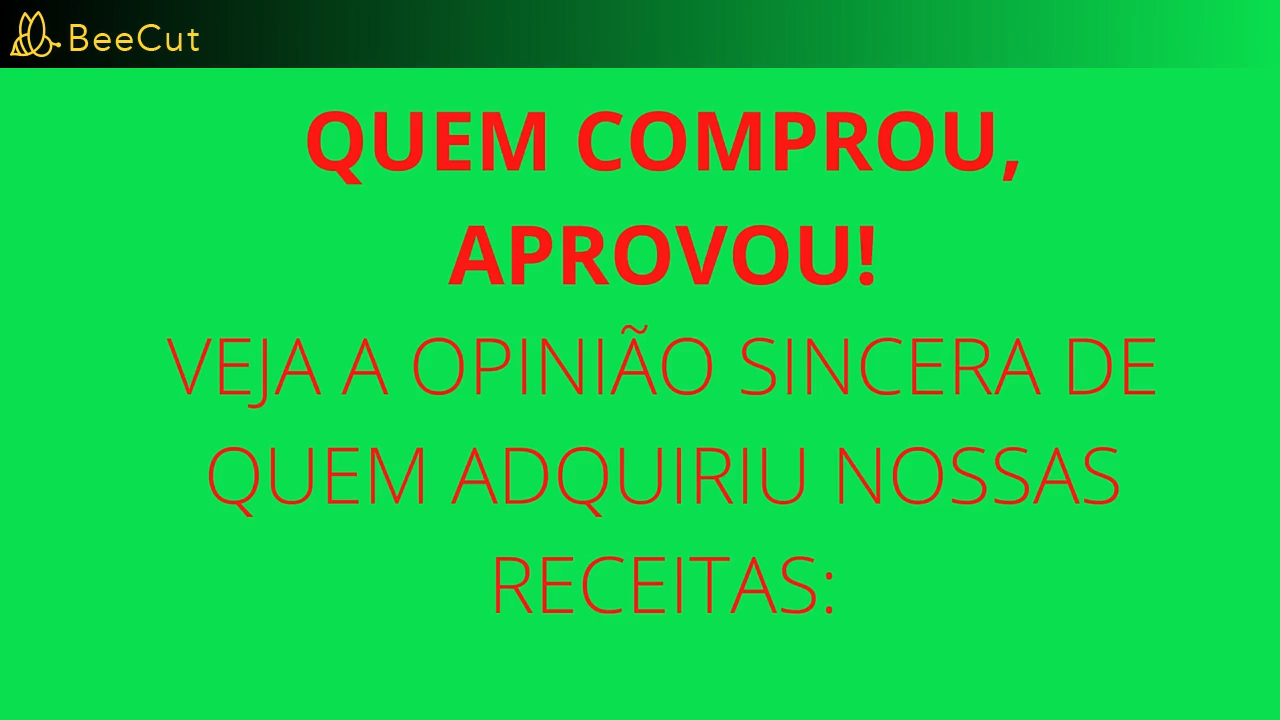 BeeCut
QUEM COMPROU,
APROVOU!
VEJA A OPINIÃO SINCERA DE
QUEM ADQUIRIU NOSSAS
RECEITAS: